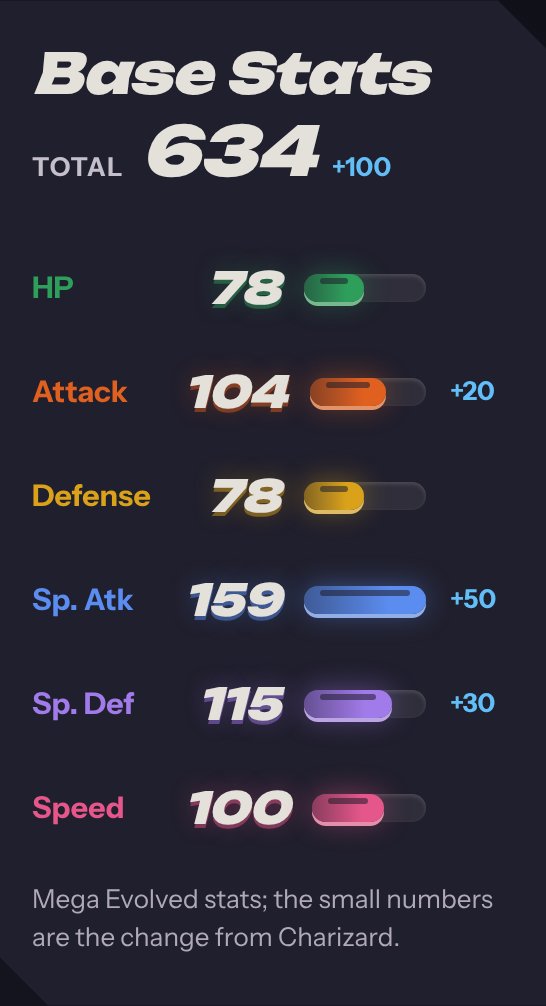 Base Stats
TOTAL 634 +100
HP 78
Attack 104 +20
Defense 78
Sp. Atk 159 +50
Sp. Def 115 +30
Speed 100
Mega Evolved stats; the small numbers
are the change from Charizard.